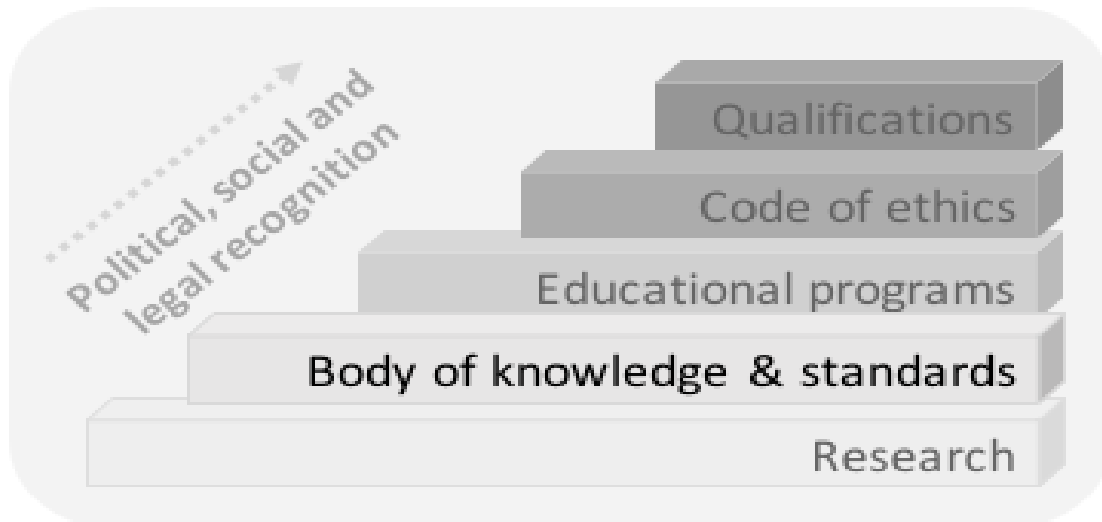 Political, social and
legal recognition
Qualifications
Code of ethics
Educational programs
Body of knowledge & standards
Research